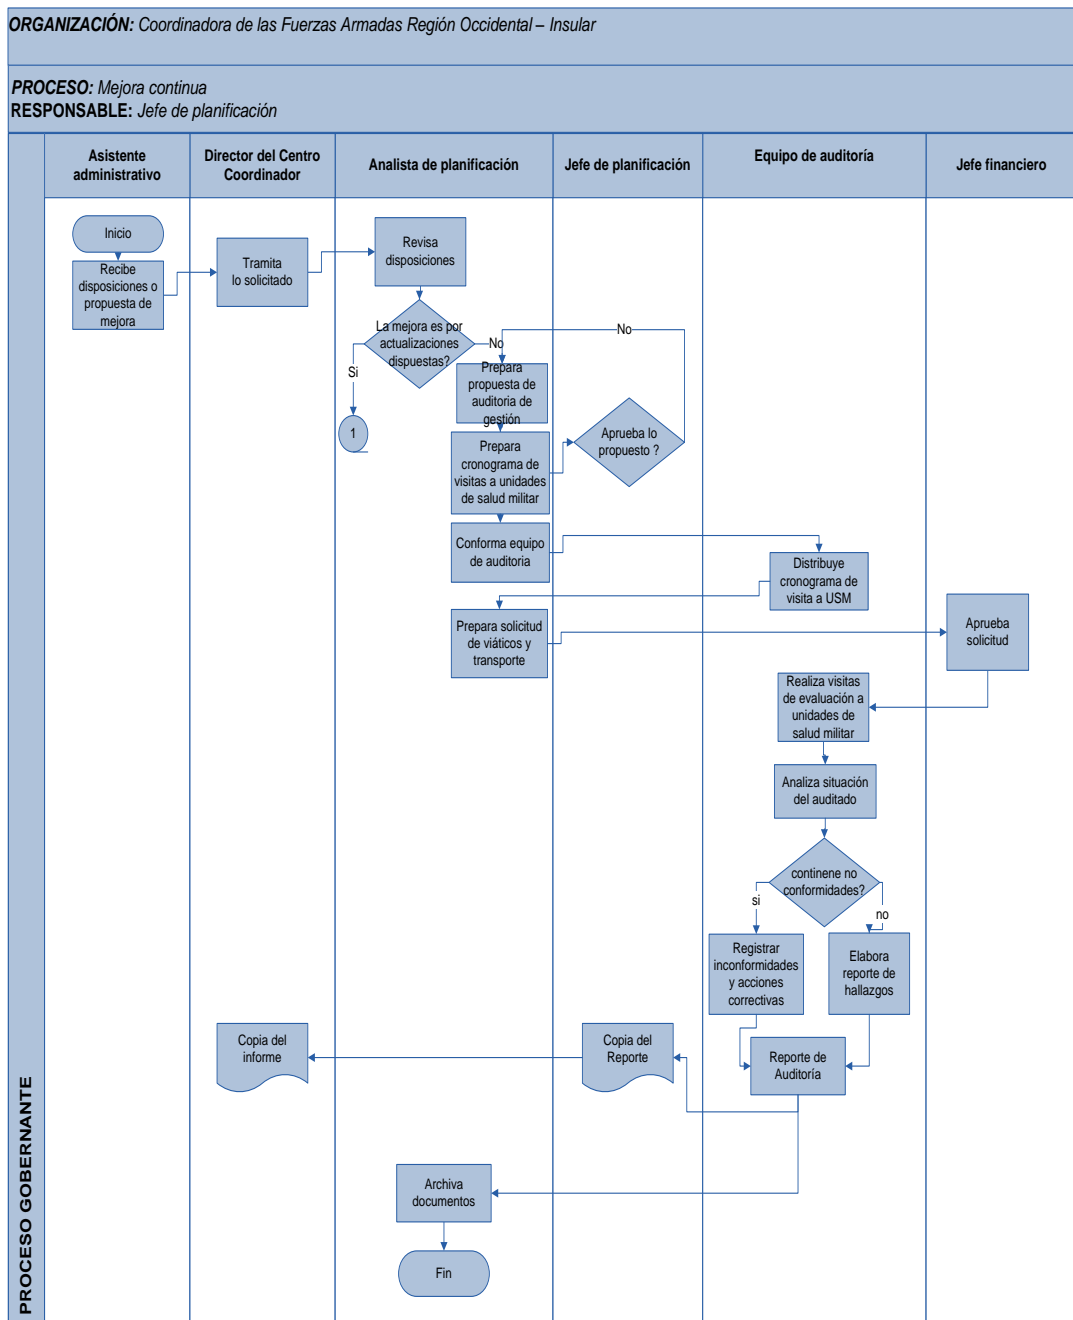 ORGANIZACIÓN: Coordinadora de las Fuerzas Armadas Región Occidental – Insular
PROCESO: Mejora continua
RESPONSABLE: Jefe de planificación
PROCESO GOBERNANTE
Asistente
administrativo
Director del Centro
Coordinador
Analista de planificación
Jefe de planificación
Equipo de auditoría
Jefe financiero
Inicio
Recibe
disposiciones o
propuesta de
mejora
Tramita
lo solicitado
Revisa
disposiciones
La mejora es por
actualizaciones
dispuestas?
Si
No
1
Prepara
propuesta de
auditoria de
gestión
No
Aprueba lo
propuesto ?
Prepara
cronograma de
visitas a unidades
de salud militar
Conforma equipo
de auditoria
Distribuye
cronograma de
visita a USM
Prepara solicitud
de viáticos y
transporte
Aprueba
solicitud
Realiza visitas
de evaluación a
unidades de
salud militar
Analiza situación
del auditado
continene no
conformidades?
si
no
Registrar
inconformidades
y acciones
correctivas
Elabora
reporte de
hallazgos
Reporte de
Auditoría
Copia del
Reporte
Copia del
informe
Archiva
documentos
Fin